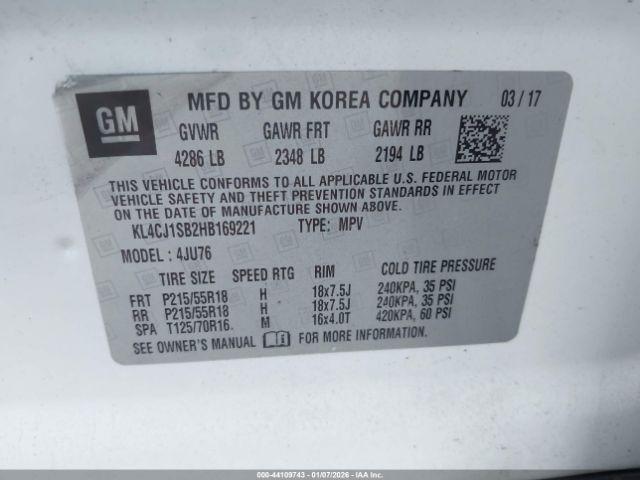 GM MFD BY GM KOREA COMPANY 03/17
GVWR GAWR FRT GAWR RR
4286 LB 2348 LB 2194 LB
THIS VEHICLE CONFORMS TO ALL APPLICABLE U.S. FEDERAL MOTOR
VEHICLE SAFETY AND THEFT PREVENTION STANDARDS IN EFFECT
ON THE DATE OF MANUFACTURE SHOWN ABOVE.
KL4CJ1SB2HB169221 TYPE: MPV
MODEL : 4JU76
TIRE SIZE SPEED RTG RIM COLD TIRE PRESSURE
FRT P215/55R18 H 18x7.5J 240KPA, 35 PSI
RR P215/55R18 H 18x7.5J 240KPA, 35 PSI
SPA T125/70R16. M 16x4.0T 420KPA, 60 PSI
SEE OWNER'S MANUAL FOR MORE INFORMATION
000-44109743 - 01/07/2026 - COPART